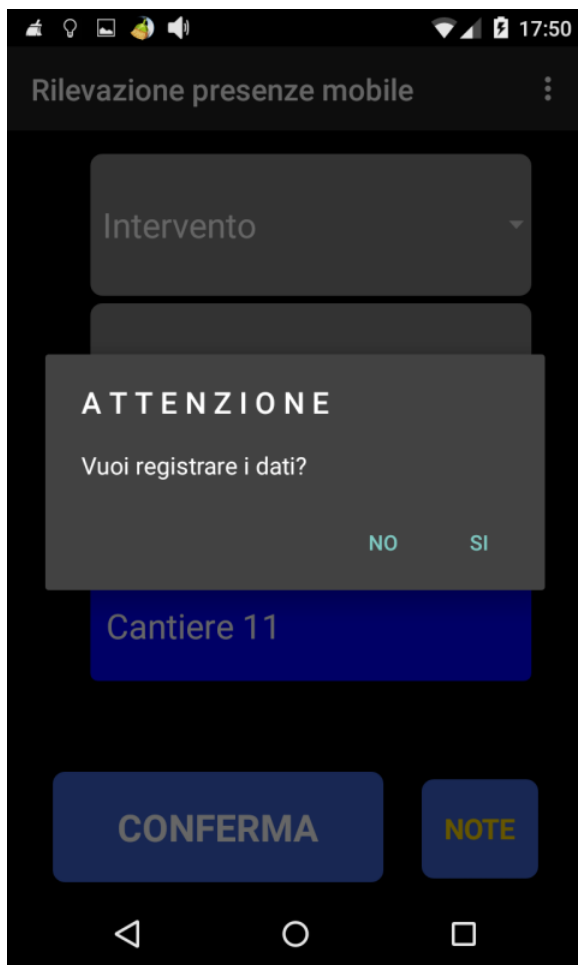 17:50
Rilevazione presenze mobile
Intervento
ATTENZIONE
Vuoi registrare i dati?
NO SI
Cantiere 11
CONFERMA NOTE